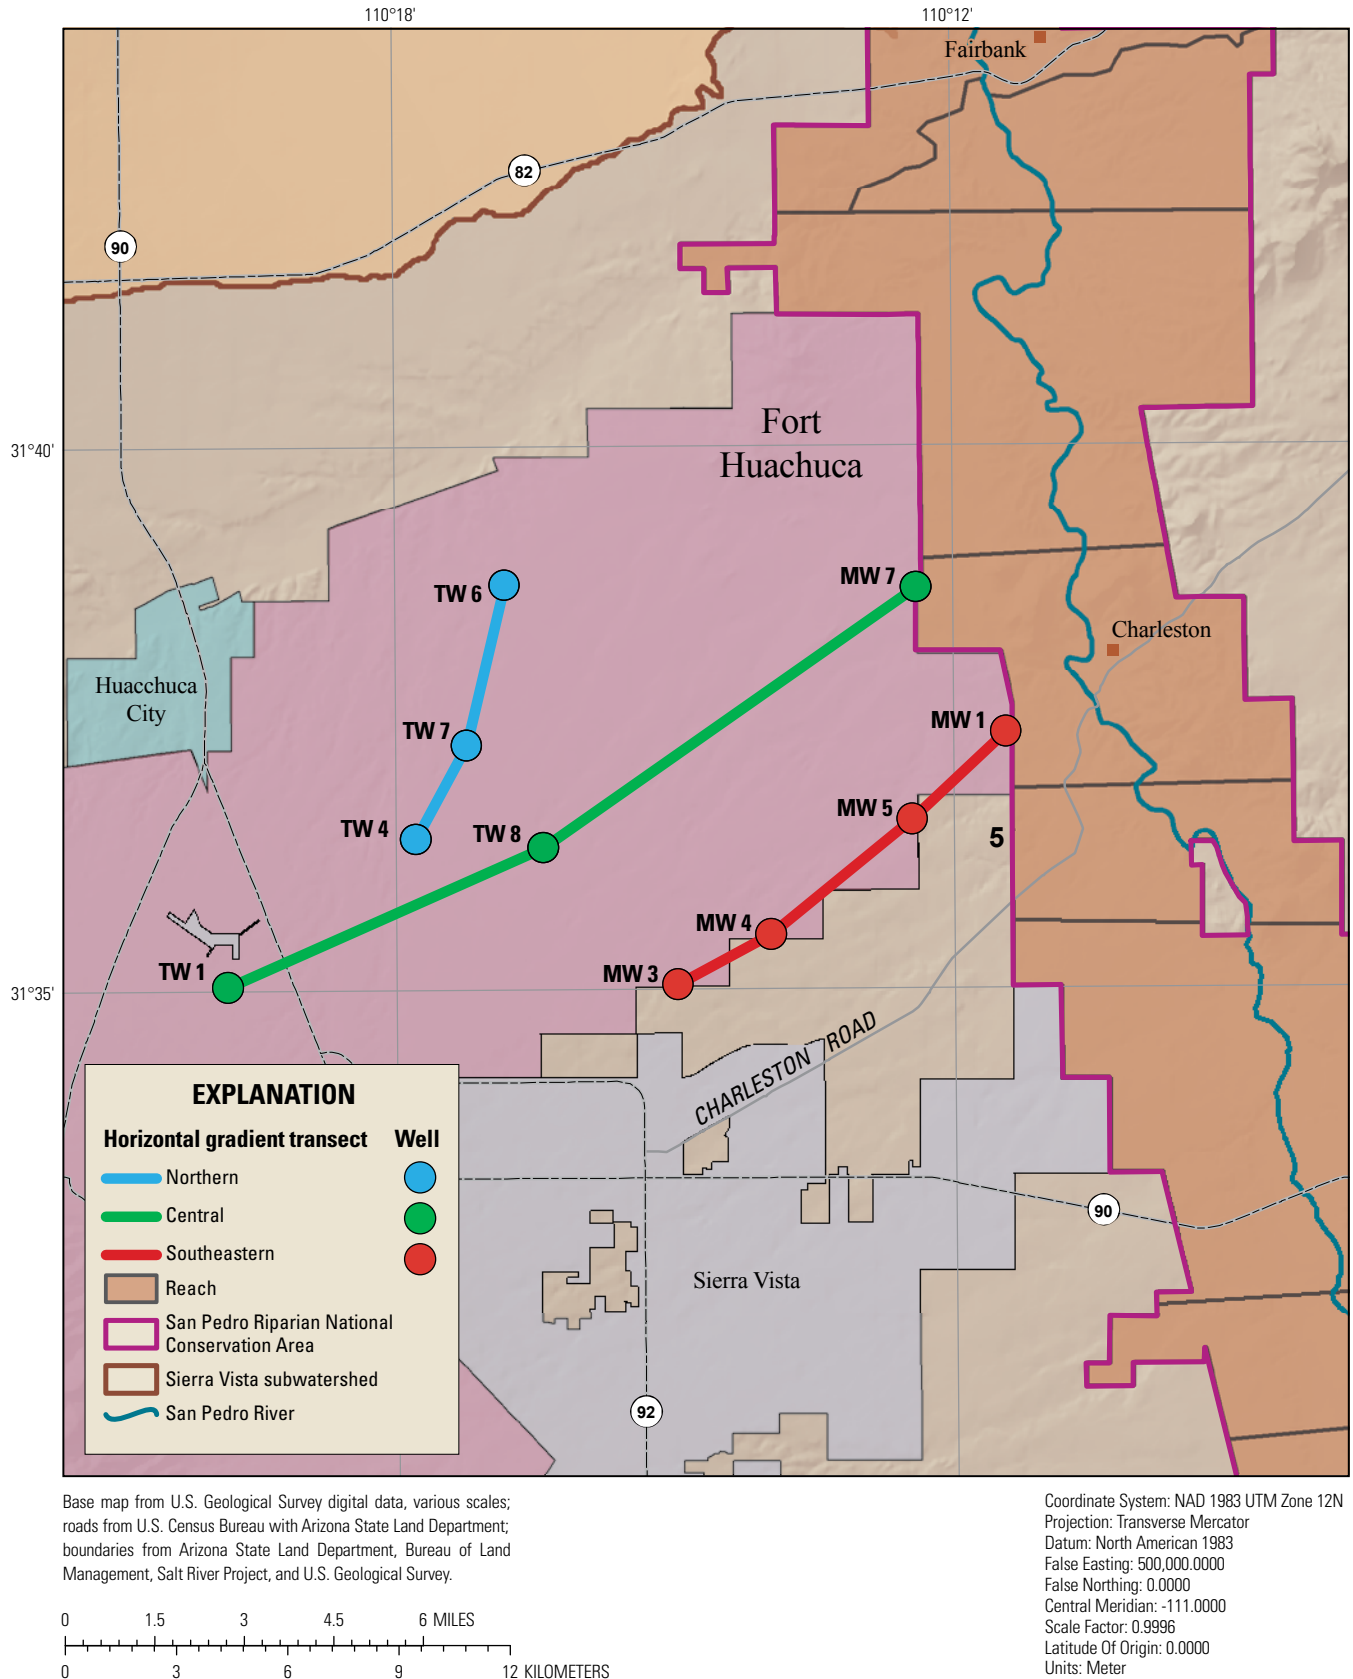 110°18'
110°12'
Fairbank
82
90
31°40'
Fort
Huachuca
TW 6
MW 7
Charleston
Huacchuca
City
TW 7
MW 1
TW 4
TW 8
MW 5
5
MW 4
TW 1
MW 3
31°35'
CHARLESTON ROAD
90
Sierra Vista
92
EXPLANATION
Horizontal gradient transect Well
Northern
Central
Southeastern
Reach
San Pedro Riparian National
Conservation Area
Sierra Vista subwatershed
San Pedro River
Base map from U.S. Geological Survey digital data, various scales;
roads from U.S. Census Bureau with Arizona State Land Department;
boundaries from Arizona State Land Department, Bureau of Land
Management, Salt River Project, and U.S. Geological Survey.
Coordinate System: NAD 1983 UTM Zone 12N
Projection: Transverse Mercator
Datum: North American 1983
False Easting: 500,000.0000
False Northing: 0.0000
Central Meridian: -111.0000
Scale Factor: 0.9996
Latitude Of Origin: 0.0000
Units: Meter
0 1.5 3 4.5 6 MILES
0 3 6 9 12 KILOMETERS